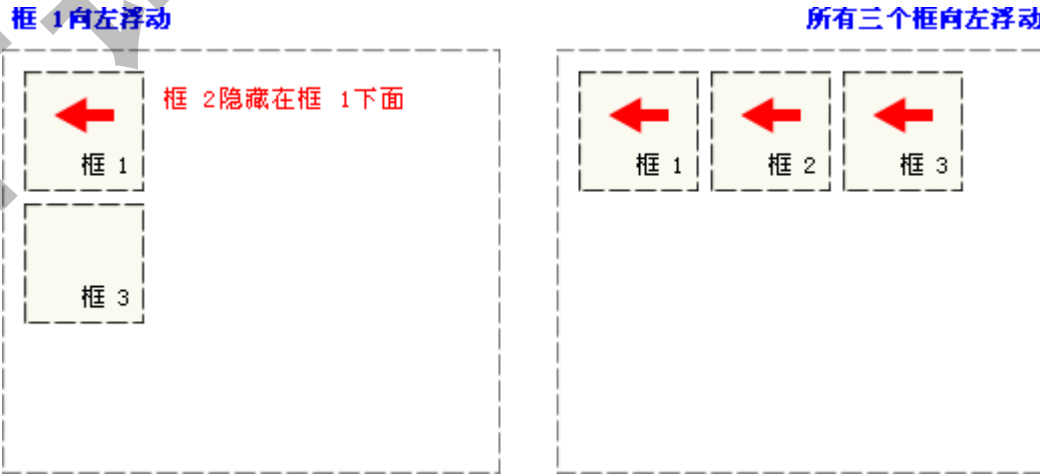 框 1向左浮动
框 2隐藏在框 1下面
框 1
框 3
所有三个框向左浮动
框 1
框 2
框 3